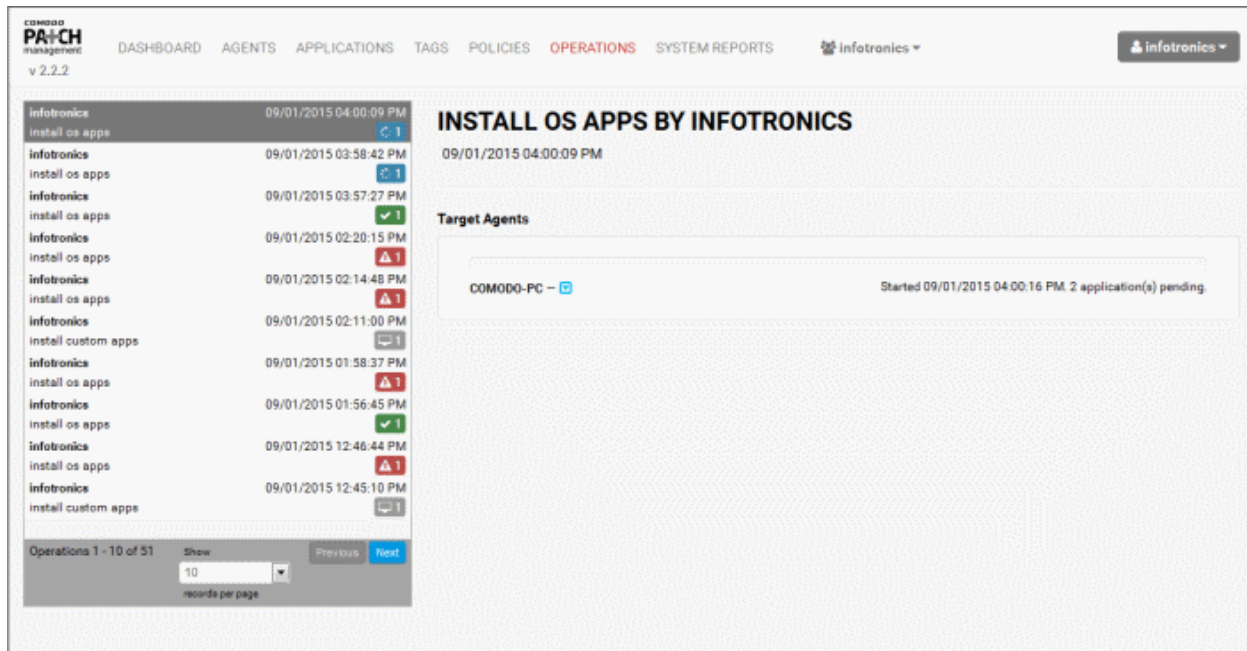 COMODO
PATCH
management
v 2.2.2
DASHBOARD AGENTS APPLICATIONS TAGS POLICIES OPERATIONS SYSTEM REPORTS infotronics infotronics
infotronics 09/01/2015 04:00:09 PM
install os apps 1
infotronics 09/01/2015 03:58:42 PM
install os apps 1
infotronics 09/01/2015 03:57:27 PM
install os apps 1
infotronics 09/01/2015 02:20:15 PM
install os apps 1
infotronics 09/01/2015 02:14:48 PM
install os apps 1
infotronics 09/01/2015 02:11:00 PM
install custom apps 1
infotronics 09/01/2015 01:58:37 PM
install os apps 1
infotronics 09/01/2015 01:56:45 PM
install os apps 1
infotronics 09/01/2015 12:46:44 PM
install os apps 1
infotronics 09/01/2015 12:45:10 PM
install custom apps 1
Operations 1 - 10 of 51 Show Previous Next
10
records per page
INSTALL OS APPS BY INFOTRONICS
09/01/2015 04:00:09 PM
Target Agents
COMODO-PC — Started 09/01/2015 04:00:16 PM. 2 application(s) pending.